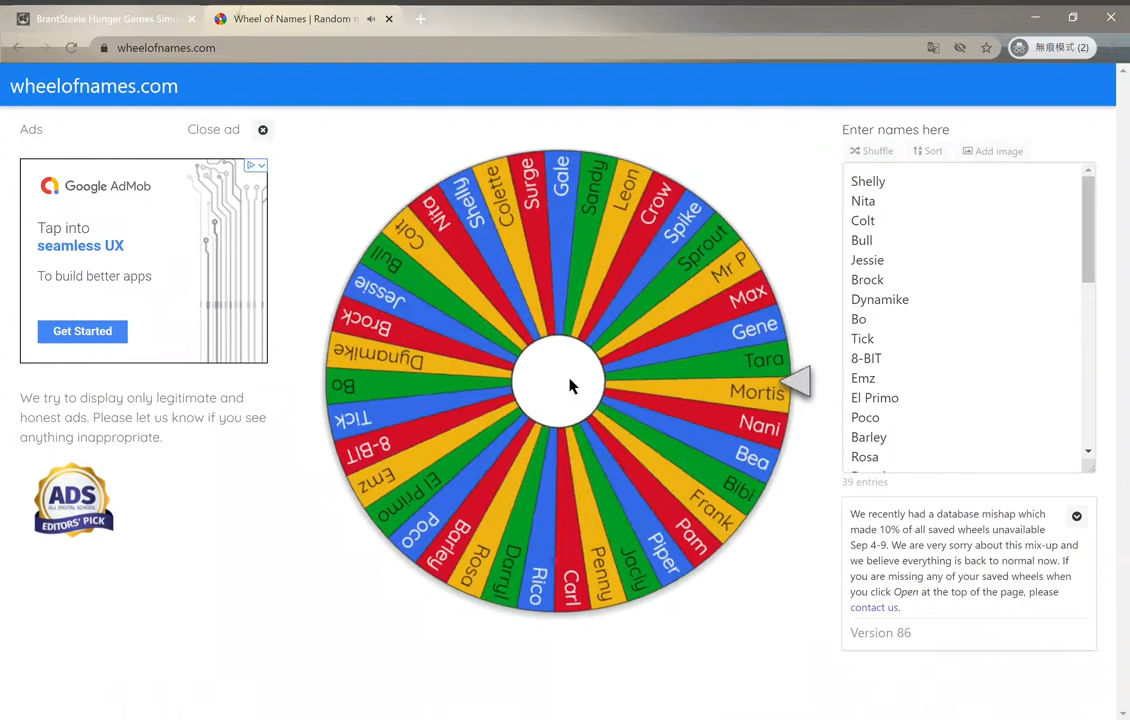 BrantSteele Hunger Games Simu
Wheel of Names | Random n
wheelofnames.com
無痕模式 (2)
wheelofnames.com
Ads
Close ad
Google AdMob
Tap into
seamless UX
To build better apps
Get Started
We try to display only legitimate and
honest ads. Please let us know if you see
anything inappropriate.
ADS
ALL DIGITAL SCHOOL
EDITORS' PICK
Gale
Sandy
Leon
Crow
Spike
Sprout
Mr P
Max
Gene
Tara
Mortis
Nani
Bea
Bibi
Frank
Pam
Piper
Jacly
Penny
Carl
Rico
Darryl
Rosa
Barley
Poco
El Primo
Emz
8-BIT
Tick
Bo
Dynamike
Brock
Jessie
Bull
Colt
Nita
Shelly
Colette
Surge
Enter names here
Shuffle
Sort
Add image
Shelly
Nita
Colt
Bull
Jessie
Brock
Dynamike
Bo
Tick
8-BIT
Emz
El Primo
Poco
Barley
Rosa
39 entries
We recently had a database mishap which
made 10% of all saved wheels unavailable
Sep 4-9. We are very sorry about this mix-up and
we believe everything is back to normal now. If
you are missing any of your saved wheels when
you click Open at the top of the page, please
contact us.
Version 86